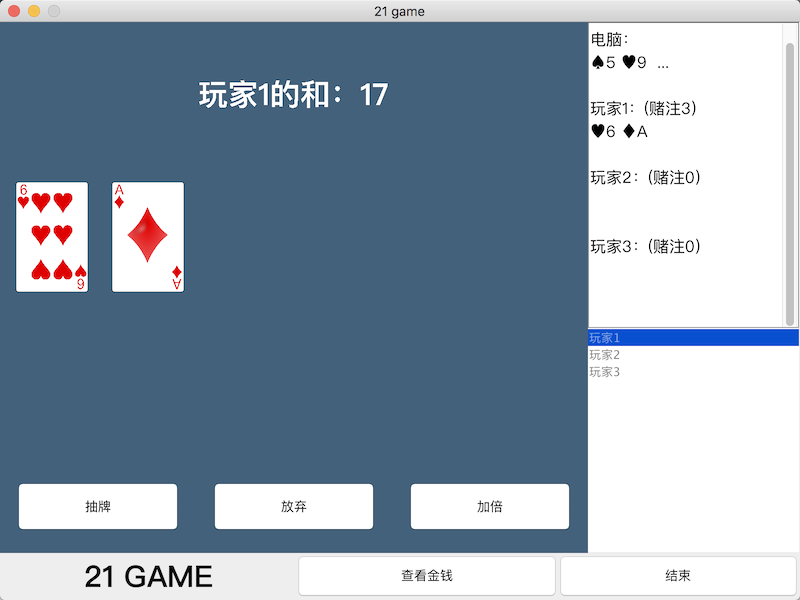 21 game
玩家1的和：17
6
9
A
A
抽牌
放弃
加倍
电脑：
♠5 ♥9 ...
玩家1：（赌注3）
♥6 ♦A
玩家2：（赌注0）
玩家3：（赌注0）
玩家1
玩家2
玩家3
21 GAME
查看金钱
结束